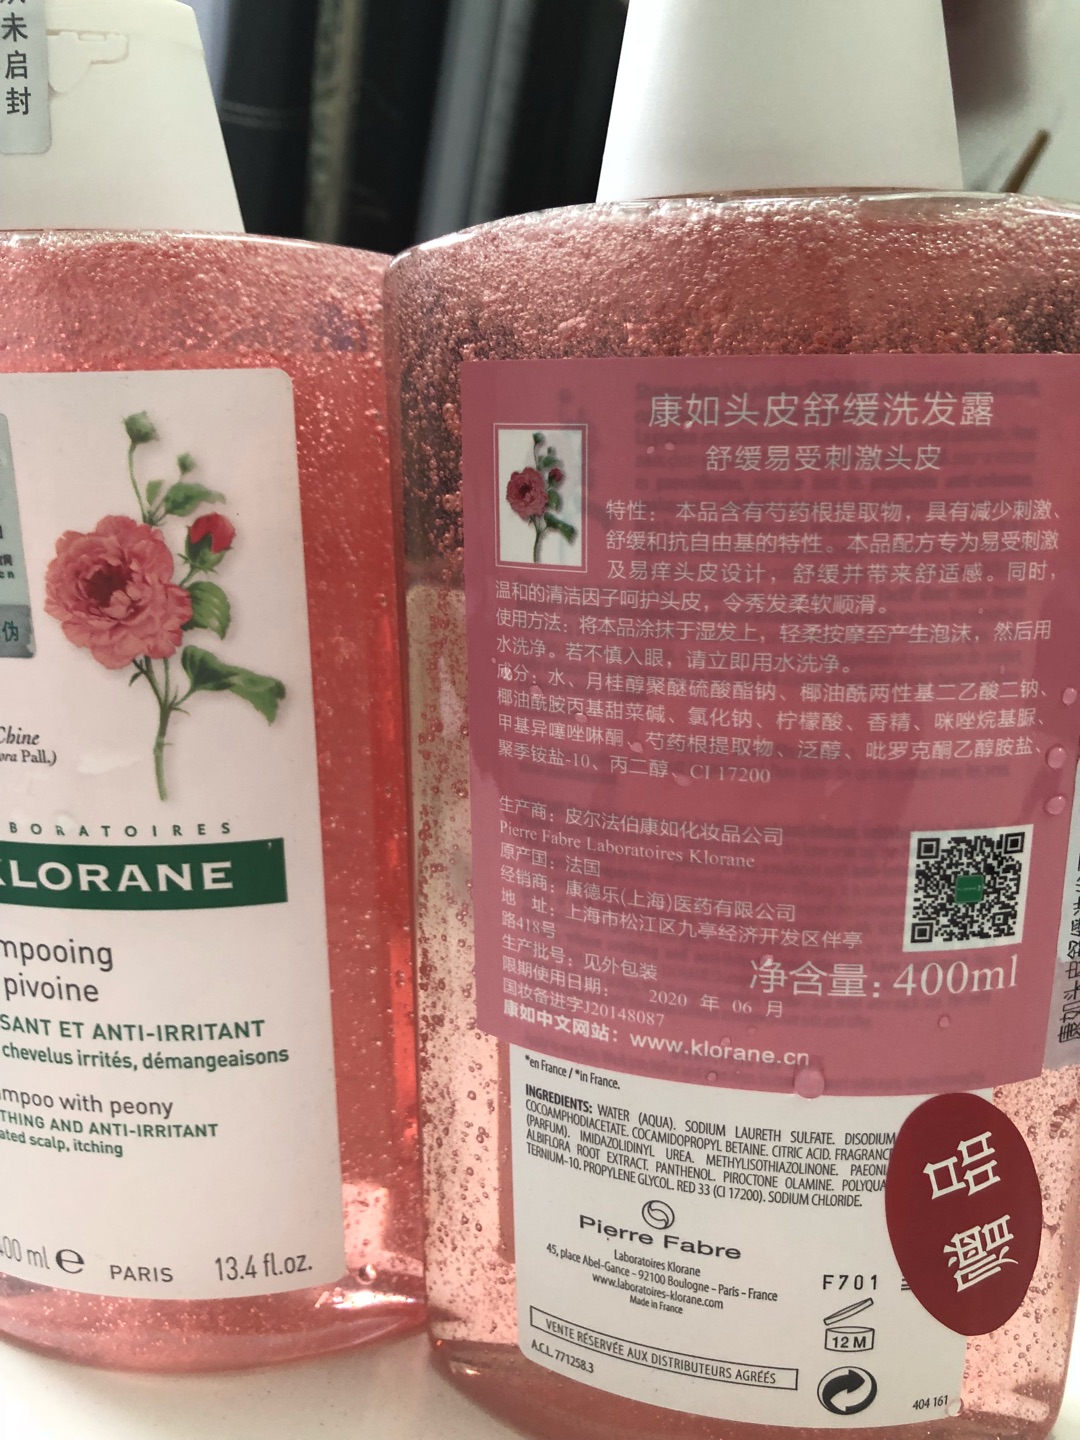 未
启
封
伪
Chine
Pall.)
BORATOIRES
KLORANE
mpooing
pivoine
SANT ET ANTI-IRRITANT
chevelus irrités, démangeaisons
mpoo with peony
THING AND ANTI-IRRITANT
ated scalp, itching
00 ml e PARIS 13.4 fl.oz.
康如头皮舒缓洗发露
舒缓易受刺激头皮
特性： 本品含有芍药根提取物，具有减少刺激、
舒缓和抗自由基的特性。本品配方专为易受刺激
及易痒头皮设计，舒缓并带来舒适感。同时，
温和的清洁因子呵护头皮，令秀发柔软顺滑。
使用方法：将本品涂抹于湿发上，轻柔按摩至产生泡沫，然后用
水洗净。若不慎入眼，请立即用水洗净。
成分：水、月桂醇聚醚硫酸酯钠、椰油酰两性基二乙酸二钠、
椰油酰胺丙基甜菜碱、氯化钠、柠檬酸、香精、咪唑烷基脲、
甲基异噻唑啉酮、芍药根提取物、泛醇、吡罗克酮乙醇胺盐、
聚季铵盐-10、丙二醇、CI 17200
生产商：皮尔法伯康如化妆品公司
Pierre Fabre Laboratoires Klorane
原产国：法国
经销商：康德乐(上海)医药有限公司
地 址：上海市松江区九亭经济开发区伴亭
路418号
生产批号：见外包装
限期使用日期： 2020 年 06 月
净含量：400ml
国妆备进字J20148087
康如中文网站：www.klorane.cn
*en France / *in France.
INGREDIENTS: WATER (AQUA). SODIUM LAURETH SULFATE. DISODIUM
COCOAMPHODIACETATE. COCAMIDOPROPYL BETAINE. CITRIC ACID. FRAGRANCE
(PARFUM). IMIDAZOLIDINYL UREA. METHYLISOTHIAZOLINONE. PAEONI
ALBIFLORA ROOT EXTRACT. PANTHENOL. PIROCTONE OLAMINE. POLYQUA
TERNIUM-10. PROPYLENE GLYCOL. RED 33 (CI 17200). SODIUM CHLORIDE.
Pierre Fabre
Laboratoires Klorane
45, place Abel-Gance – 92100 Boulogne – Paris – France
www.laboratoires-klorane.com
Made in France
F701
12 M
VENTE RÉSERVÉE AUX DISTRIBUTEURS AGRÉÉS
A.C.L. 771258.3
404 161
赠品